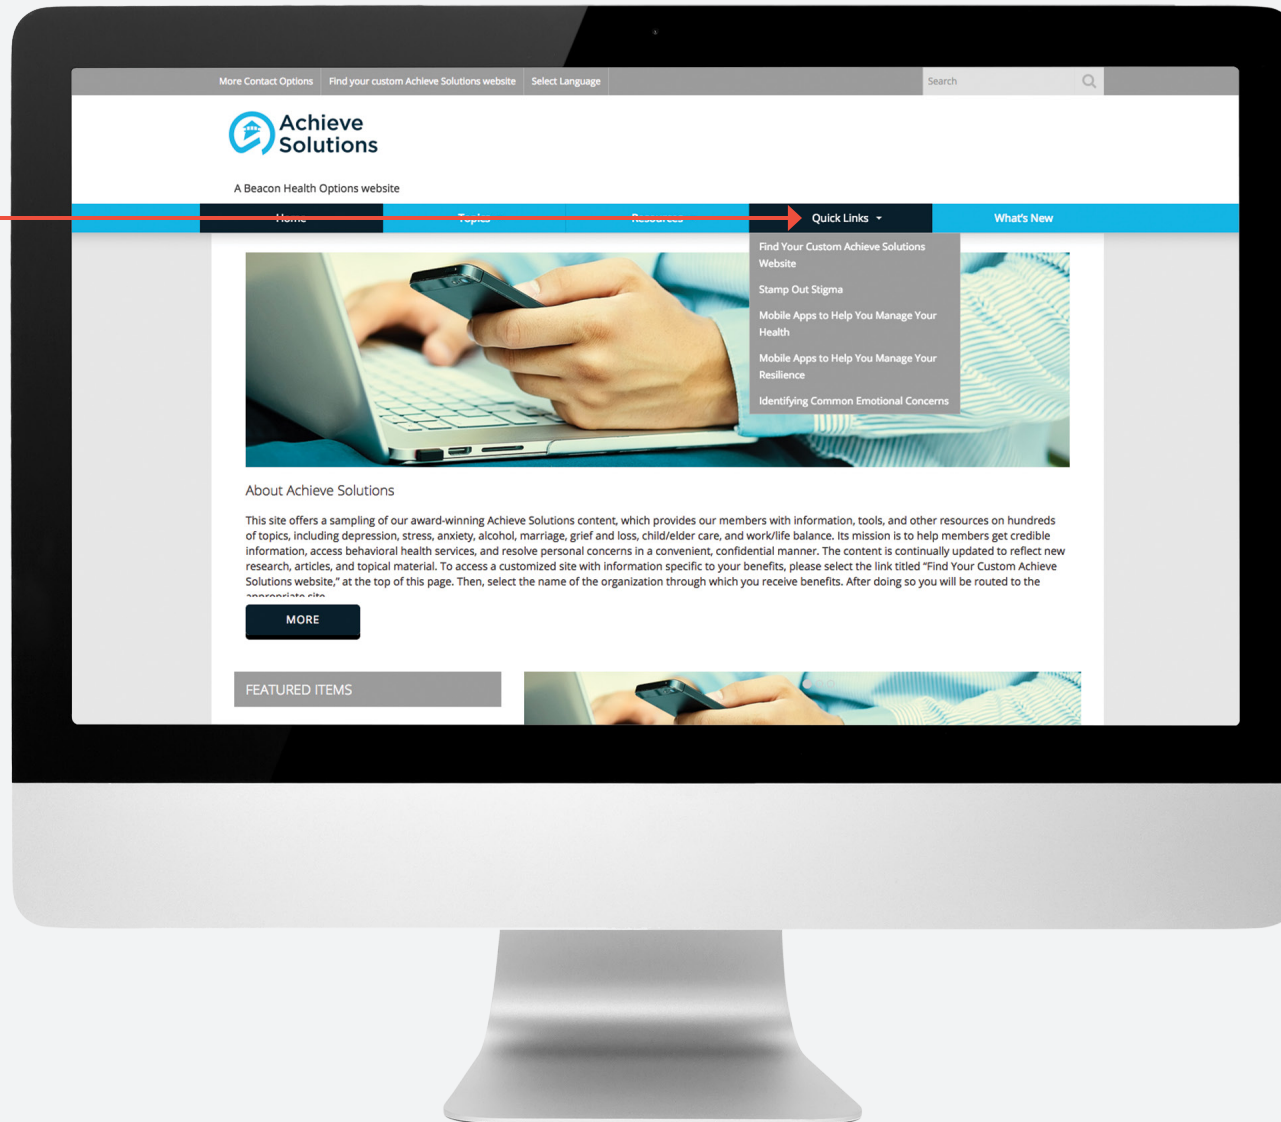 More Contact Options
Find your custom Achieve Solutions website
Select Language
Search
Achieve
Solutions
A Beacon Health Options website
Home
Topics
Resources
Quick Links
What's New
Find Your Custom Achieve Solutions
Website
Stamp Out Stigma
Mobile Apps to Help You Manage Your
Health
Mobile Apps to Help You Manage Your
Resilience
Identifying Common Emotional Concerns
About Achieve Solutions
This site offers a sampling of our award-winning Achieve Solutions content, which provides our members with information, tools, and other resources on hundreds
of topics, including depression, stress, anxiety, alcohol, marriage, grief and loss, child/elder care, and work/life balance. Its mission is to help members get credible
information, access behavioral health services, and resolve personal concerns in a convenient, confidential manner. The content is continually updated to reflect new
research, articles, and topical material. To access a customized site with information specific to your benefits, please select the link titled “Find Your Custom Achieve
Solutions website,” at the top of this page. Then, select the name of the organization through which you receive benefits. After doing so you will be routed to the
appropriate site
MORE
FEATURED ITEMS